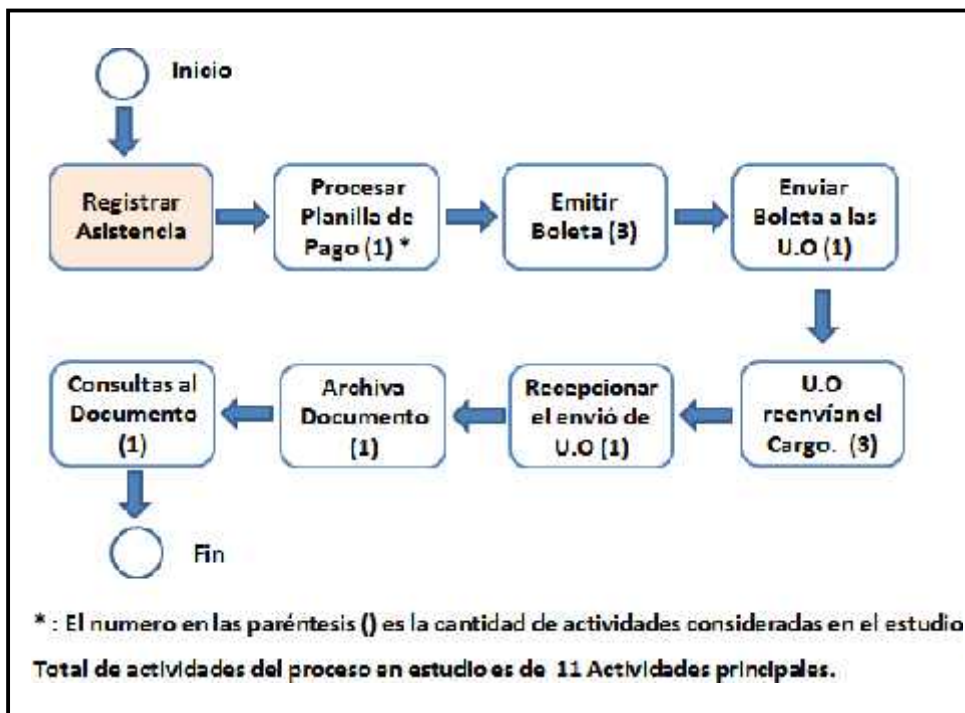 Inicio
Registrar
Asistencia
Procesar
Planilla de
Pago (1) *
Emitir
Boleta (3)
Enviar
Boleta a las
U.O (1)
U.O
reenvían el
Cargo. (3)
Recepcionar
el envió de
U.O (1)
Archiva
Documento
(1)
Consultas al
Documento
(1)
Fin
* : El numero en las paréntesis () es la cantidad de actividades consideradas en el estudio
Total de actividades del proceso en estudio es de 11 Actividades principales.